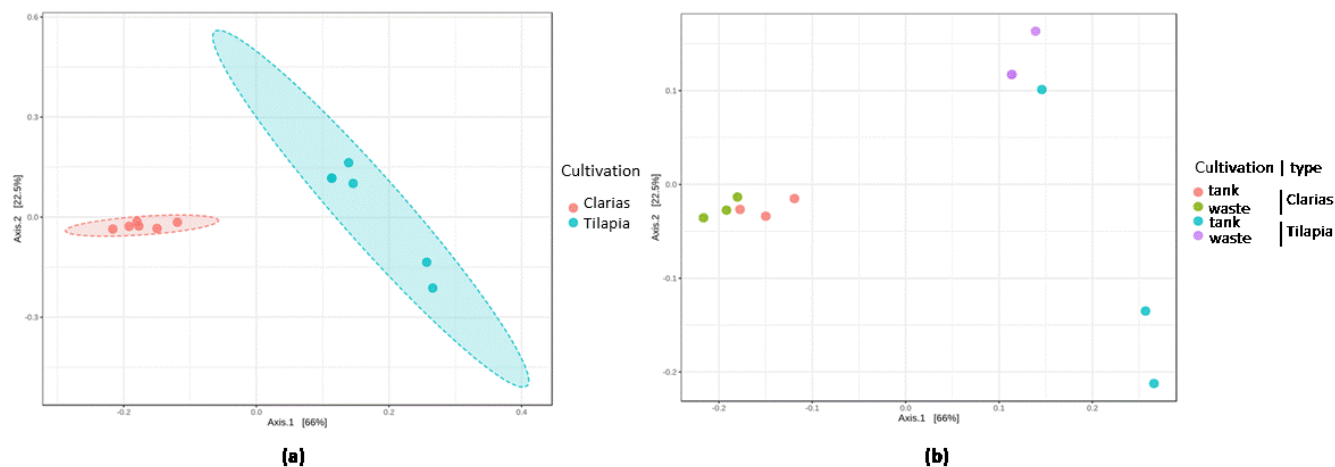 0.6
0.3
0.0
-0.3
Axis.2 [22.5%]
-0.2
0.0
0.2
0.4
Axis.1 [66%]
Cultivation
Clarias
Tilapia
(a)
0.1
0.0
-0.1
-0.2
Axis.2 [22.5%]
-0.2
-0.1
0.0
0.1
0.2
Axis.1 [66%]
Cultivation | type
tank
waste
Clarias
tank
waste
Tilapia
(b)